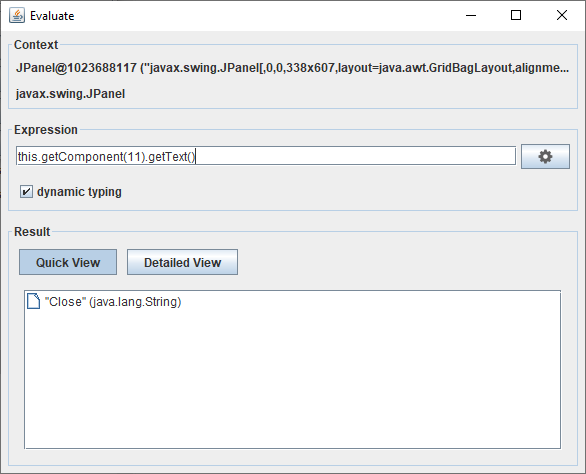 Evaluate
Context
JPanel@1023688117 ("javax.swing.JPanel[,0,0,338x607,layout=java.awt.GridBagLayout,alignme...
javax.swing.JPanel
Expression
this.getComponent(11).getText()
dynamic typing
Result
Quick View Detailed View
"Close" (java.lang.String)